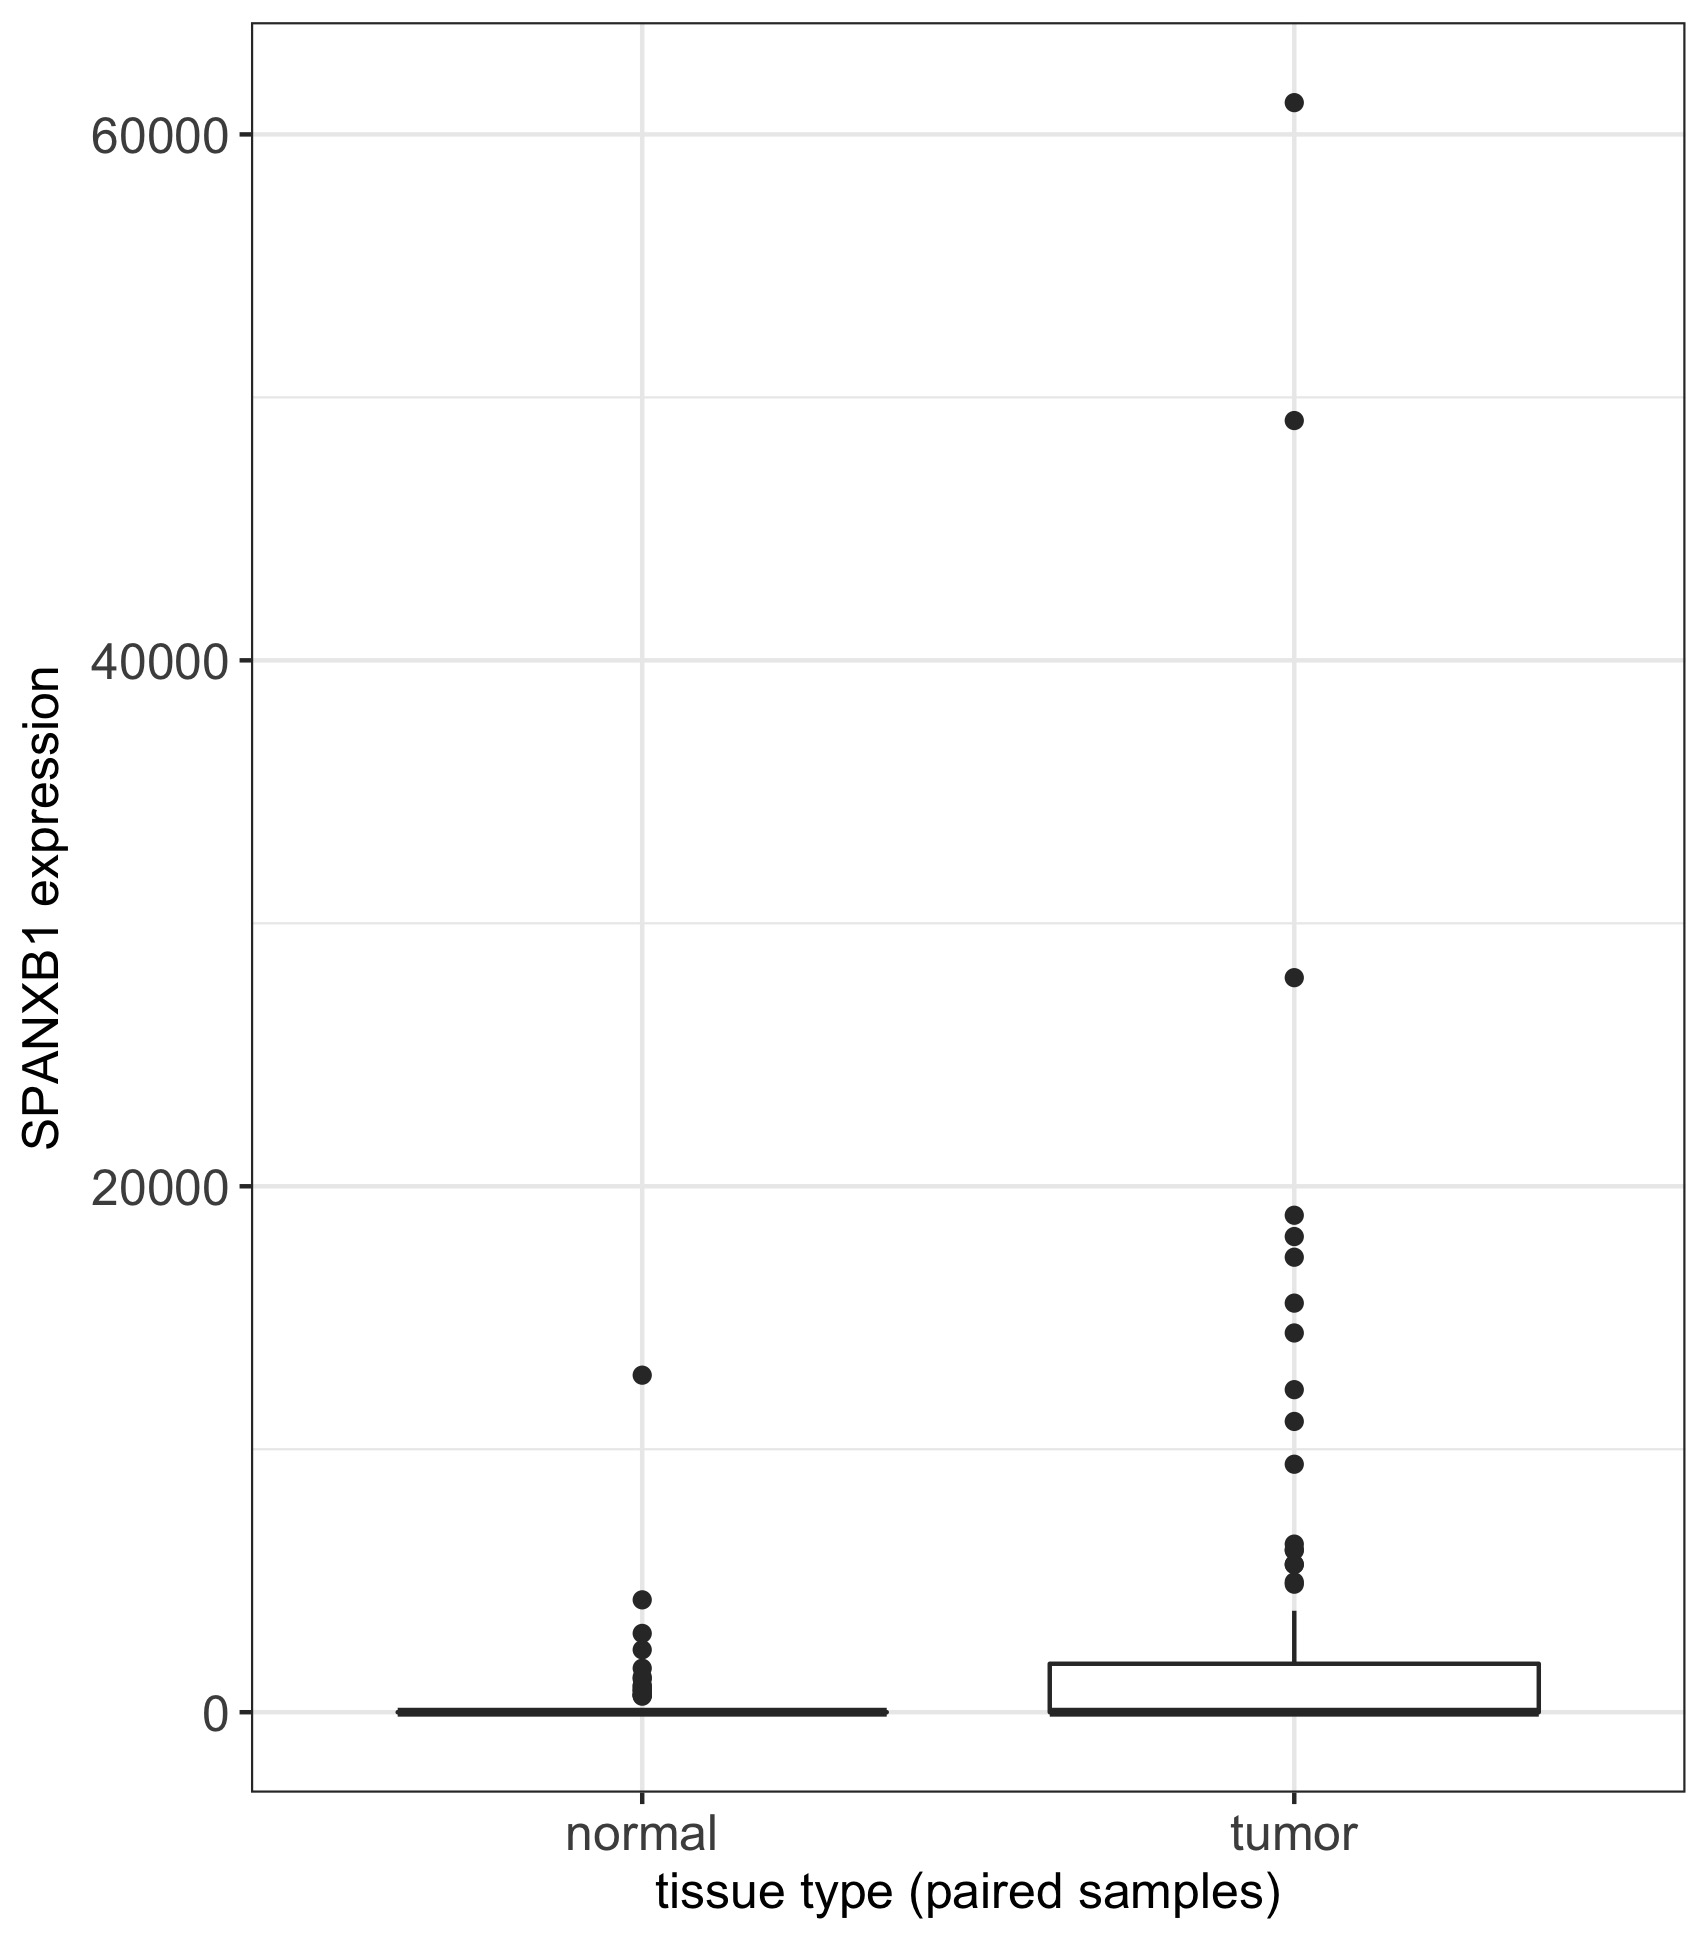 SPANXB1 expression
60000
40000
20000
0
normal
tumor
tissue type (paired samples)